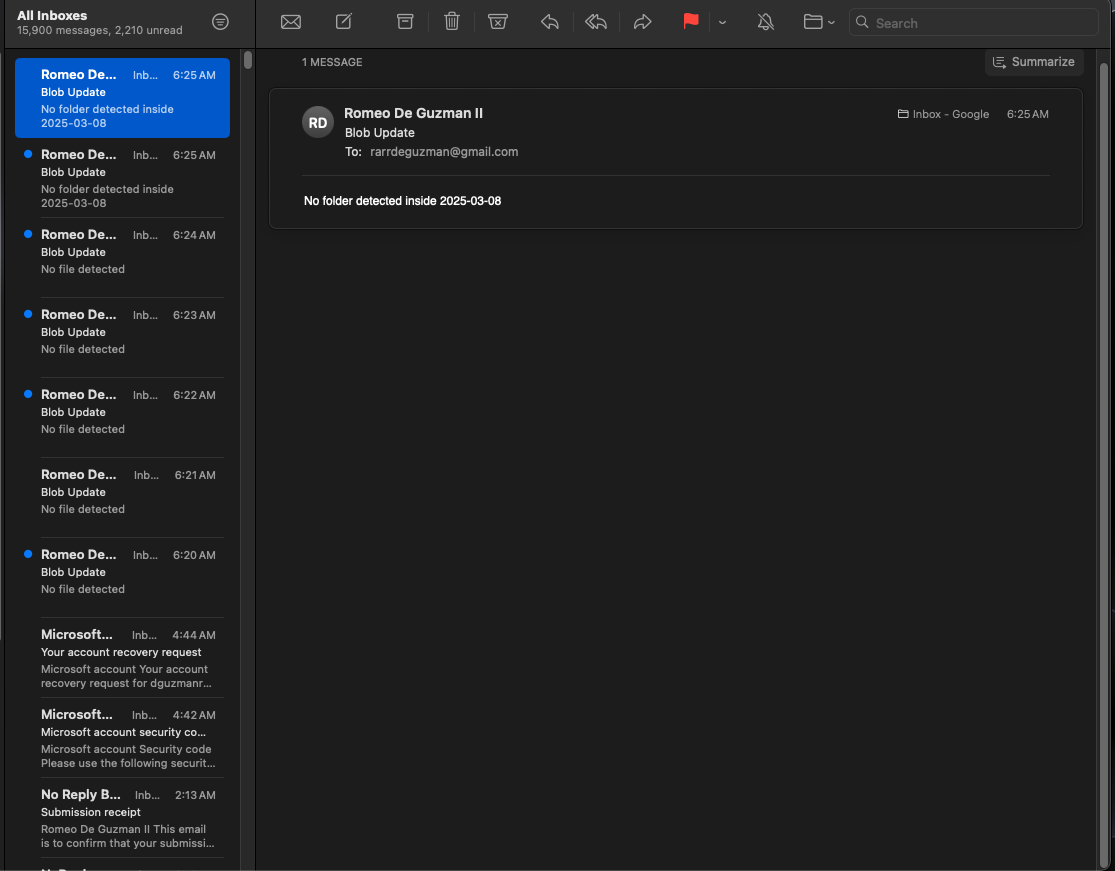 All Inboxes
15,900 messages, 2,210 unread
Search
Romeo De... Inb... 6:25 AM
Blob Update
No folder detected inside
2025-03-08
Romeo De... Inb... 6:25 AM
Blob Update
No folder detected inside
2025-03-08
Romeo De... Inb... 6:24 AM
Blob Update
No file detected
Romeo De... Inb... 6:23 AM
Blob Update
No file detected
Romeo De... Inb... 6:22 AM
Blob Update
No file detected
Romeo De... Inb... 6:21 AM
Blob Update
No file detected
Romeo De... Inb... 6:20 AM
Blob Update
No file detected
Microsoft... Inb... 4:44 AM
Your account recovery request
Microsoft account Your account
recovery request for dguzmanr...
Microsoft... Inb... 4:42 AM
Microsoft account security co...
Microsoft account Security code
Please use the following securit...
No Reply B... Inb... 2:13 AM
Submission receipt
Romeo De Guzman II This email
is to confirm that your submissi...
1 MESSAGE
Summarize
RD
Romeo De Guzman II
Inbox - Google 6:25 AM
Blob Update
To: rarrdeguzman@gmail.com
No folder detected inside 2025-03-08